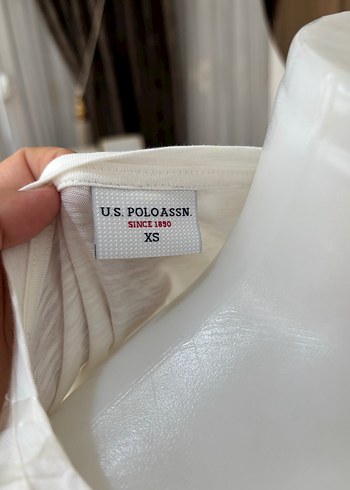 U.S. POLO ASSN.
SINCE 1890
XS